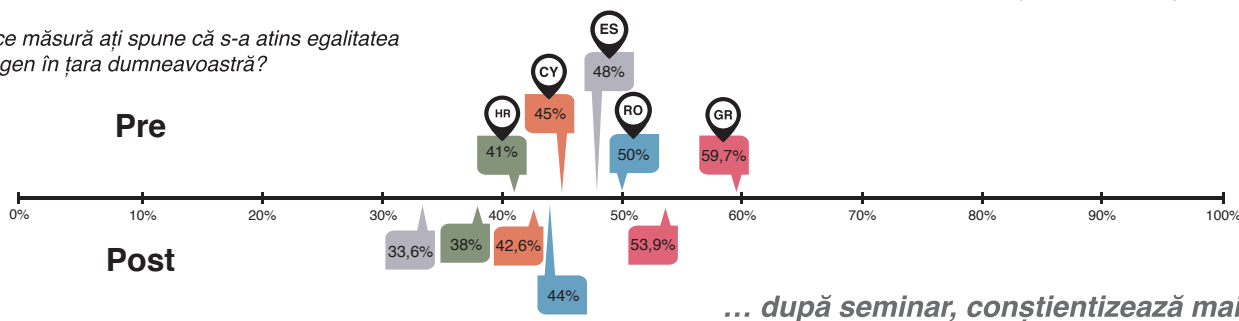 ce măsură ați spune că s-a atins egalitatea
gen în țara dumneavoastră?
Pre
ES
48%
CY
45%
HR
41%
RO
50%
GR
59,7%
0% 10% 20% 30% 40% 50% 60% 70% 80% 90% 100%
33,6% 38% 42,6% 53,9%
Post
44%
... după seminar, conștientizează mai